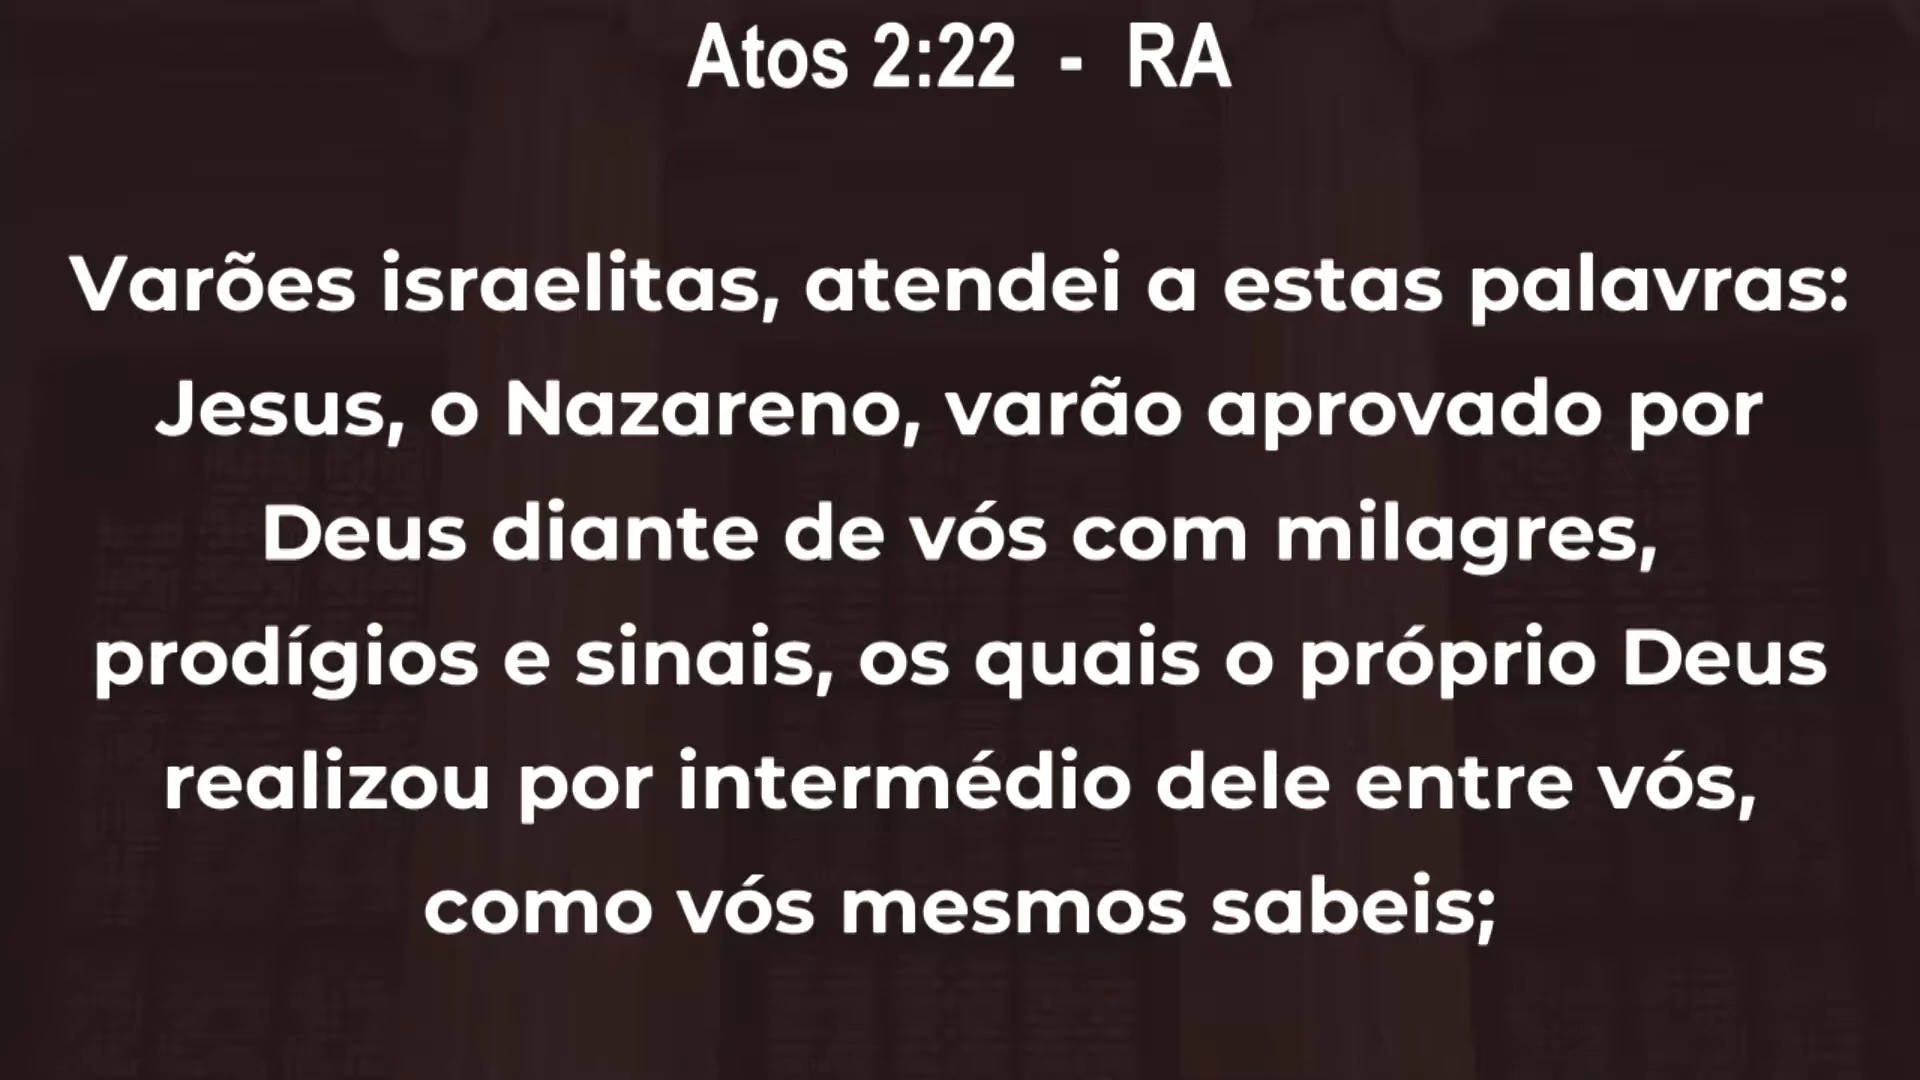 Atos 2:22 - RA
Varões israelitas, atendei a estas palavras:
Jesus, o Nazareno, varão aprovado por
Deus diante de vós com milagres,
prodígios e sinais, os quais o próprio Deus
realizou por intermédio dele entre vós,
como vós mesmos sabeis;